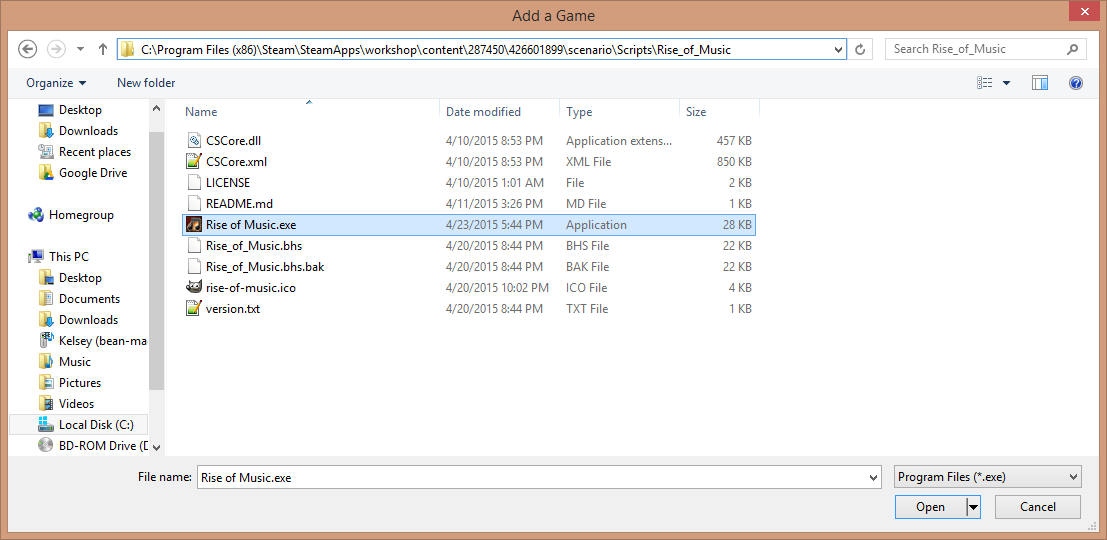 Add a Game
C:\Program Files (x86)\Steam\SteamApps\workshop\content\287450\426601899\scenario\Scripts\Rise_of_Music
Search Rise_of_Music
Organize New folder
Name Date modified Type Size
Desktop
Downloads
Recent places
Google Drive
Homegroup
This PC
Desktop
Documents
Downloads
Kelsey (bean-ma
Music
Pictures
Videos
Local Disk (C:)
BD-ROM Drive (D
CSCore.dll 4/10/2015 8:53 PM Application extens... 457 KB
CSCore.xml 4/10/2015 8:53 PM XML File 850 KB
LICENSE 4/10/2015 1:01 AM File 2 KB
README.md 4/11/2015 3:26 PM MD File 1 KB
Rise of Music.exe 4/23/2015 5:44 PM Application 28 KB
Rise_of_Music.bhs 4/20/2015 8:44 PM BHS File 22 KB
Rise_of_Music.bhs.bak 4/20/2015 8:44 PM BAK File 22 KB
rise-of-music.ico 4/20/2015 10:02 PM ICO File 4 KB
version.txt 4/20/2015 8:44 PM TXT File 1 KB
File name: Rise of Music.exe Program Files (*.exe)
Open Cancel